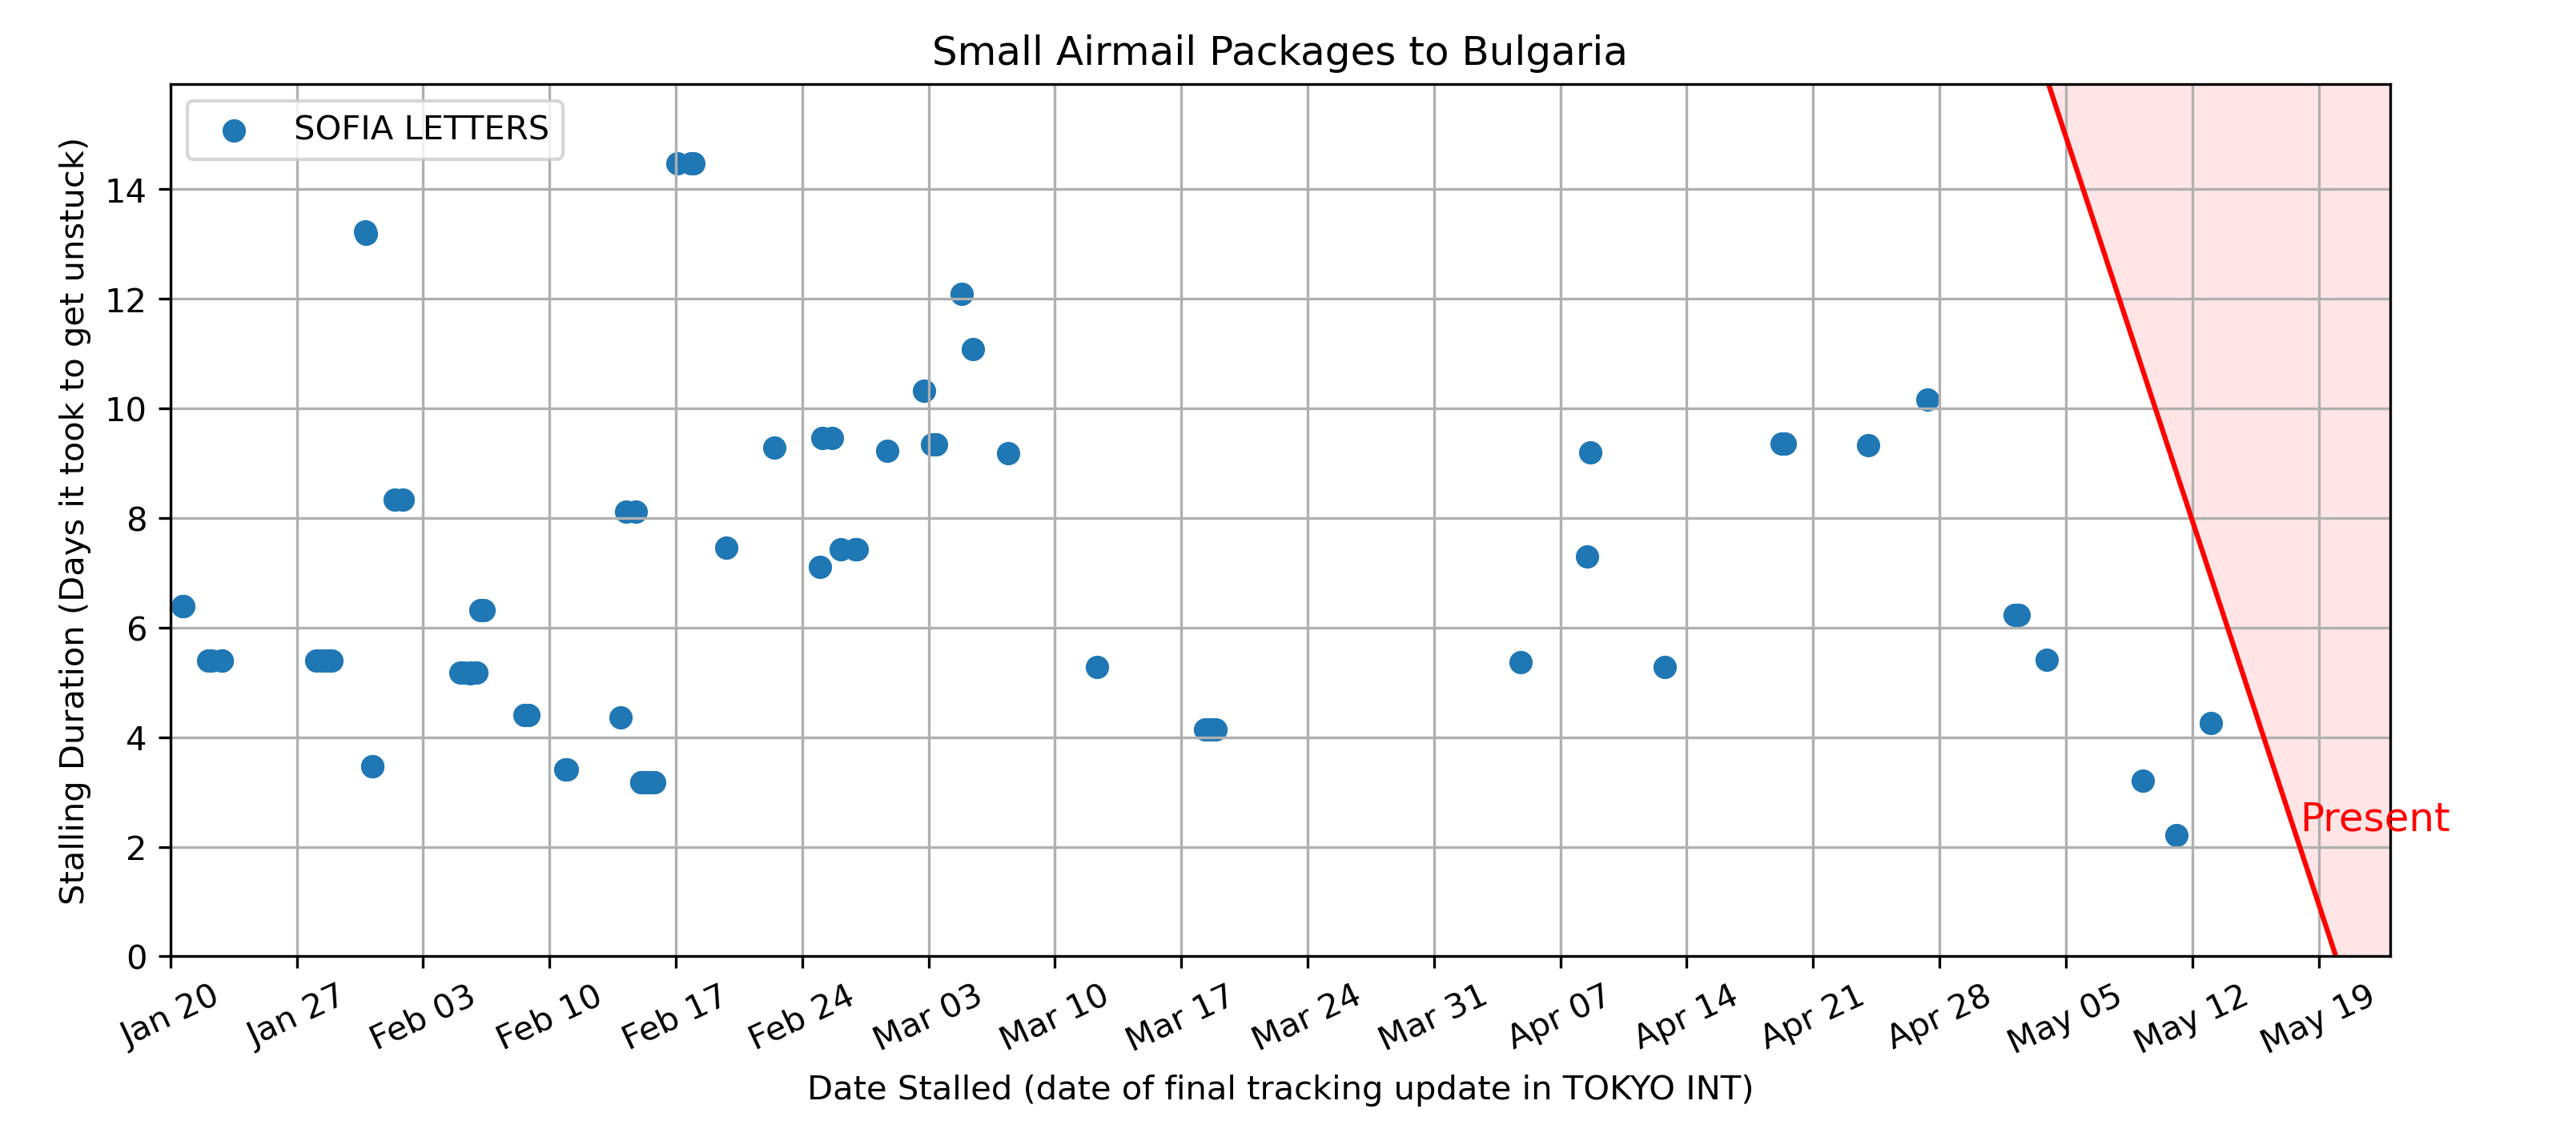 Small Airmail Packages to Bulgaria
SOFIA LETTERS
Stalling Duration (Days it took to get unstuck)
14
12
10
8
6
4
2
0
Present
Jan 20
Jan 27
Feb 03
Feb 10
Feb 17
Feb 24
Mar 03
Mar 10
Mar 17
Mar 24
Mar 31
Apr 07
Apr 14
Apr 21
Apr 28
May 05
May 12
May 19
Date Stalled (date of final tracking update in TOKYO INT)